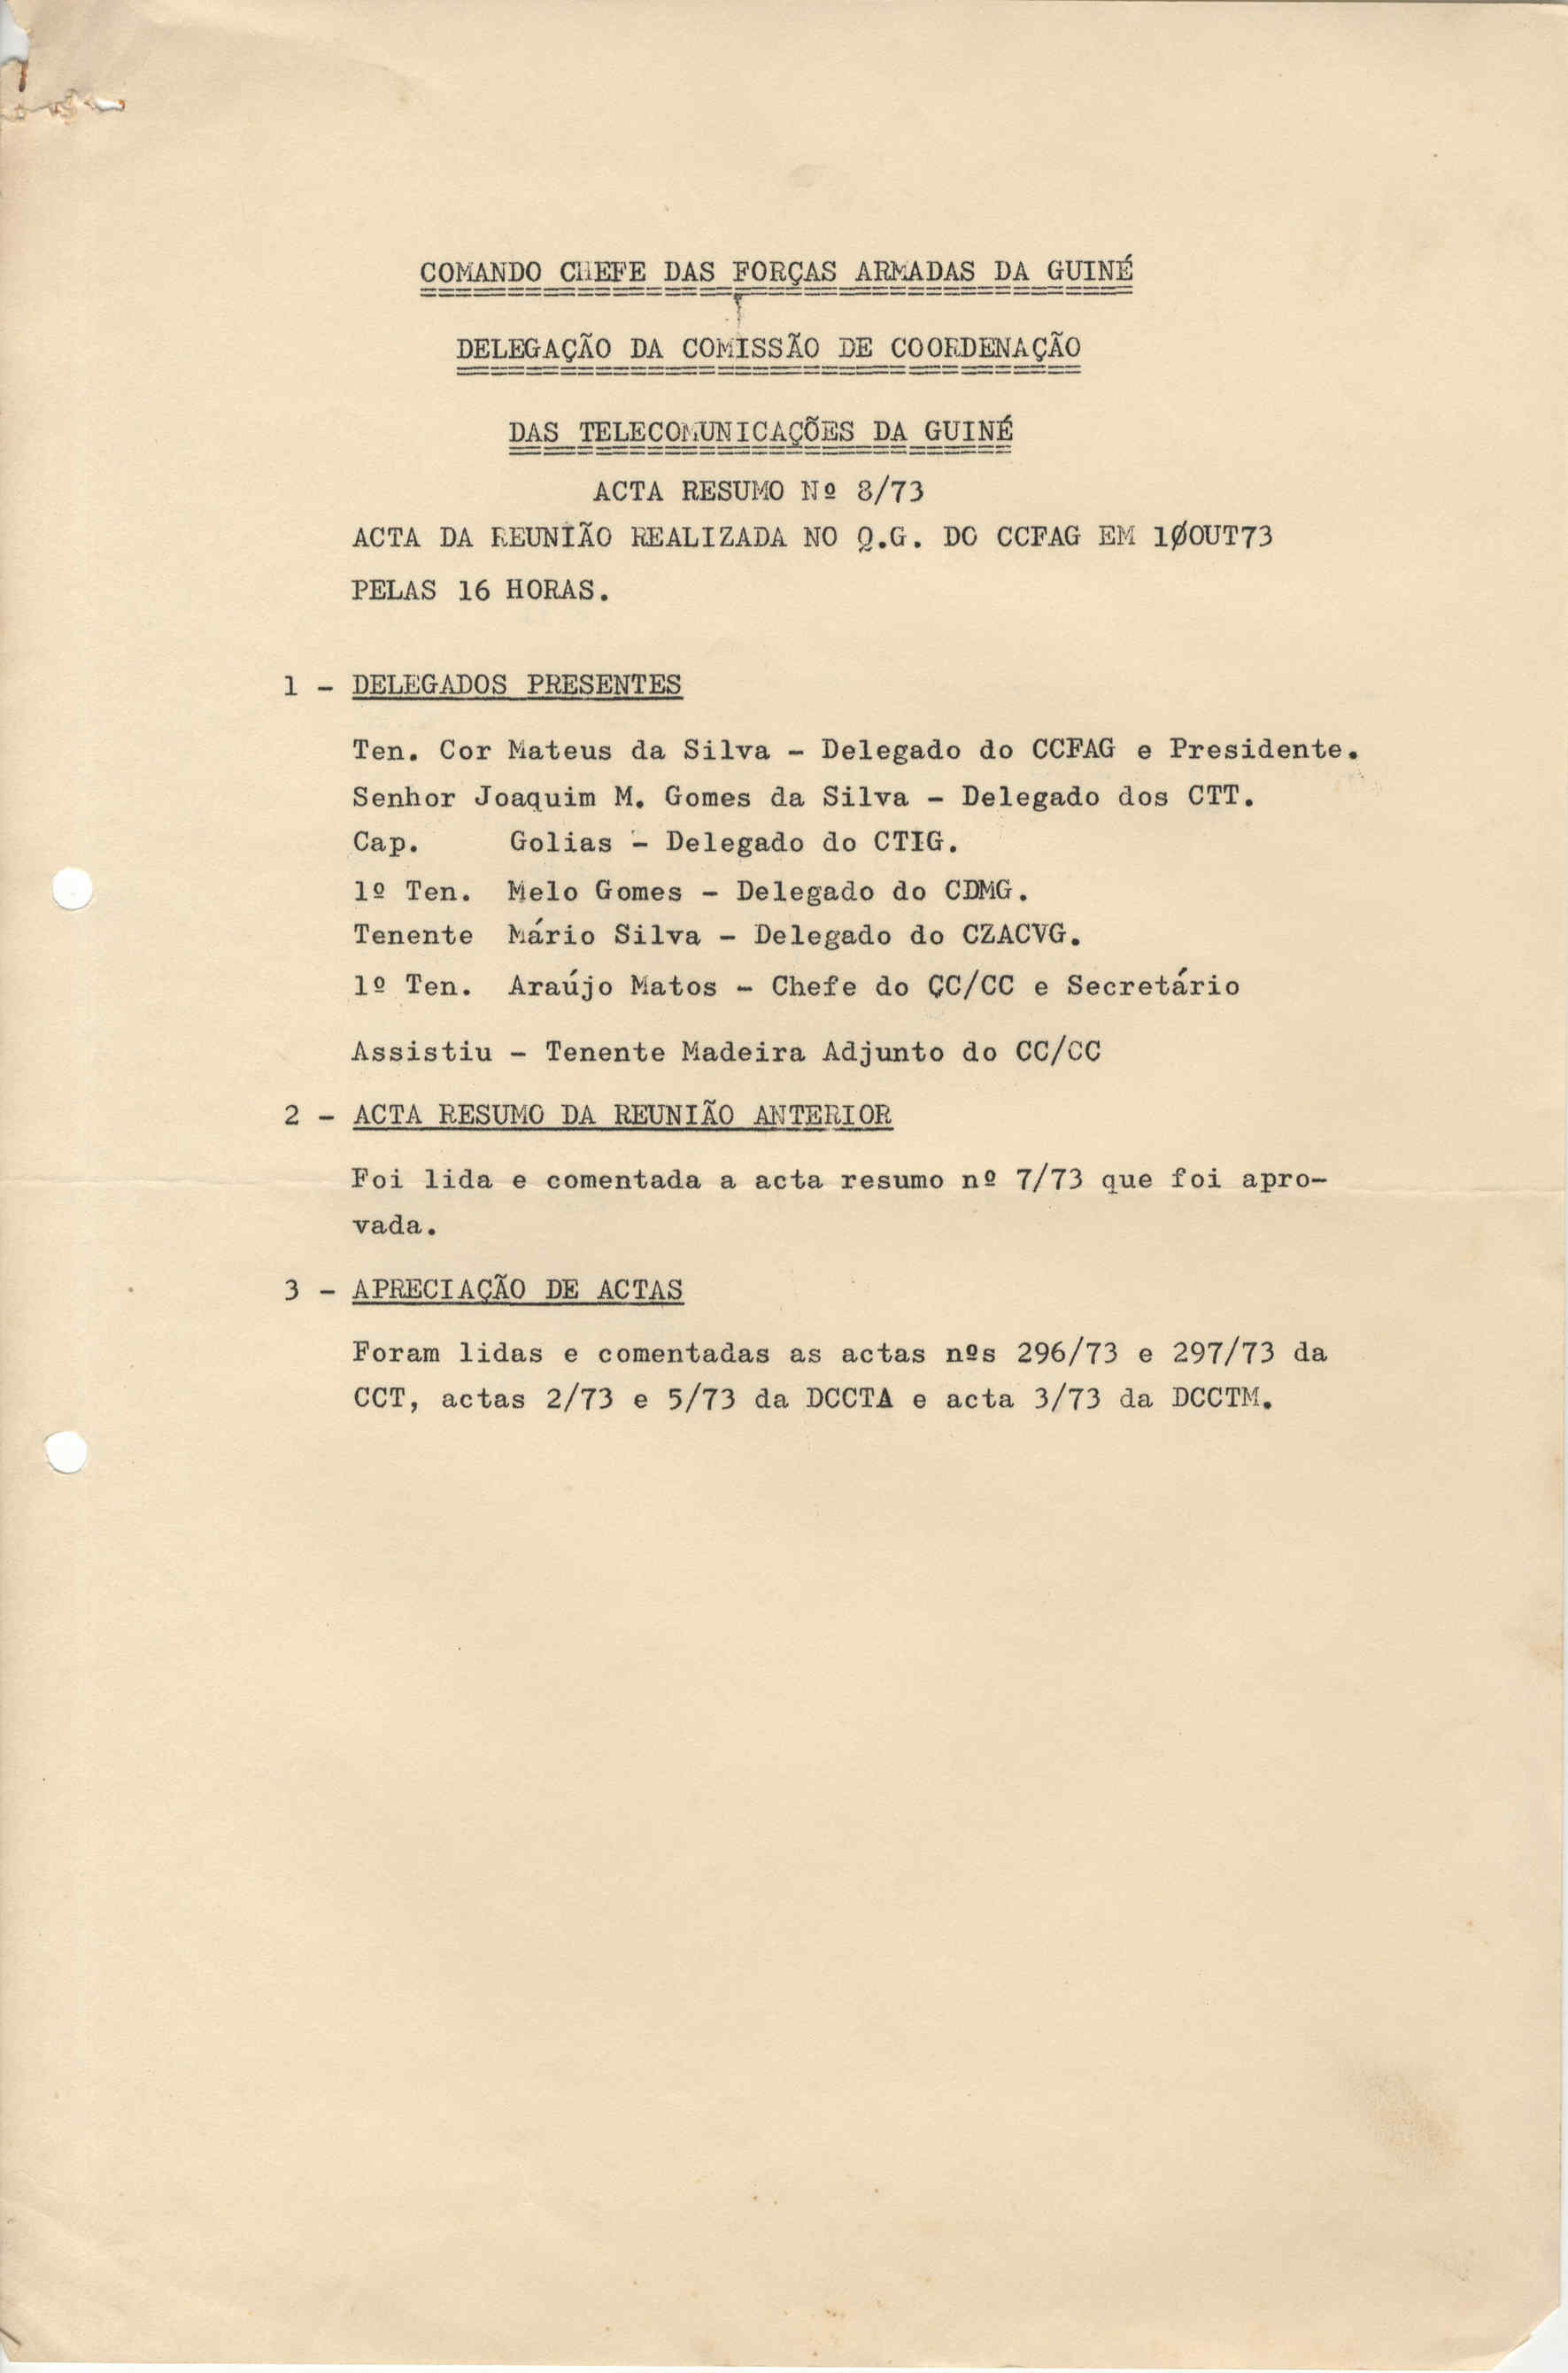 COMANDO CHEFE DAS FORÇAS ARMADAS DA GUINÉ
DELEGAÇÃO DA COMISSÃO DE COORDENAÇÃO
DAS TELECOMUNICAÇÕES DA GUINÉ
ACTA RESUMO Nº 8/73
ACTA DA REUNIÃO REALIZADA NO Q.G. DO CCFAG EM 1ØOUT73
PELAS 16 HORAS.
1 - DELEGADOS PRESENTES
Ten. Cor Mateus da Silva - Delegado do CCFAG e Presidente.
Senhor Joaquim M. Gomes da Silva - Delegado dos CTT.
Cap. Golias - Delegado do CTIG.
1º Ten. Melo Gomes - Delegado do CDMG.
Tenente Mário Silva - Delegado do CZACVG.
1º Ten. Araújo Matos - Chefe do CC/CC e Secretário
Assistiu - Tenente Madeira Adjunto do CC/CC
2 - ACTA RESUMO DA REUNIÃO ANTERIOR
Foi lida e comentada a acta resumo nº 7/73 que foi apro-
vada.
3 - APRECIAÇÃO DE ACTAS
Foram lidas e comentadas as actas nºs 296/73 e 297/73 da
CCT, actas 2/73 e 5/73 da DCCTA e acta 3/73 da DCCTM.